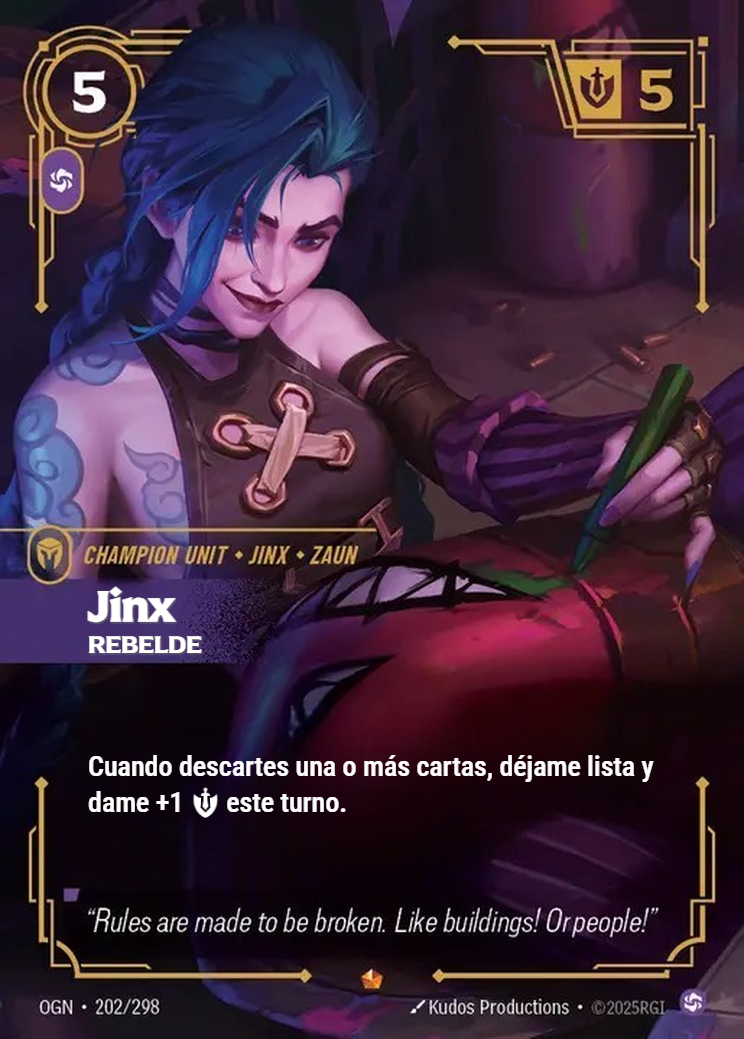 5
5
CHAMPION UNIT • JINX • ZAUN
Jinx
REBELDE
Cuando descartes una o más cartas, déjame lista y
dame +1 este turno.
“Rules are made to be broken. Like buildings! Or people!”
OGN • 202/298
Kudos Productions • ©2025RGI